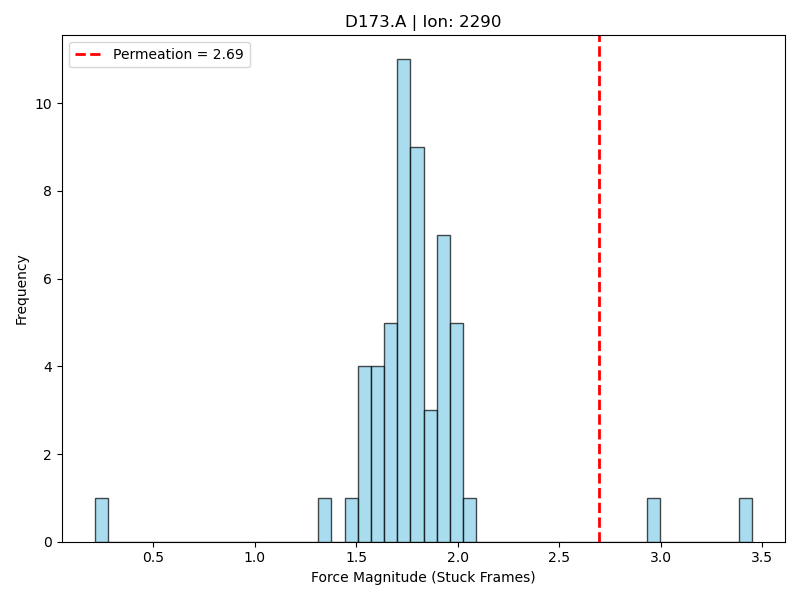 D173.A | Ion: 2290
Permeation = 2.69
Frequency
10
8
6
4
2
0
0.5 1.0 1.5 2.0 2.5 3.0 3.5
Force Magnitude (Stuck Frames)